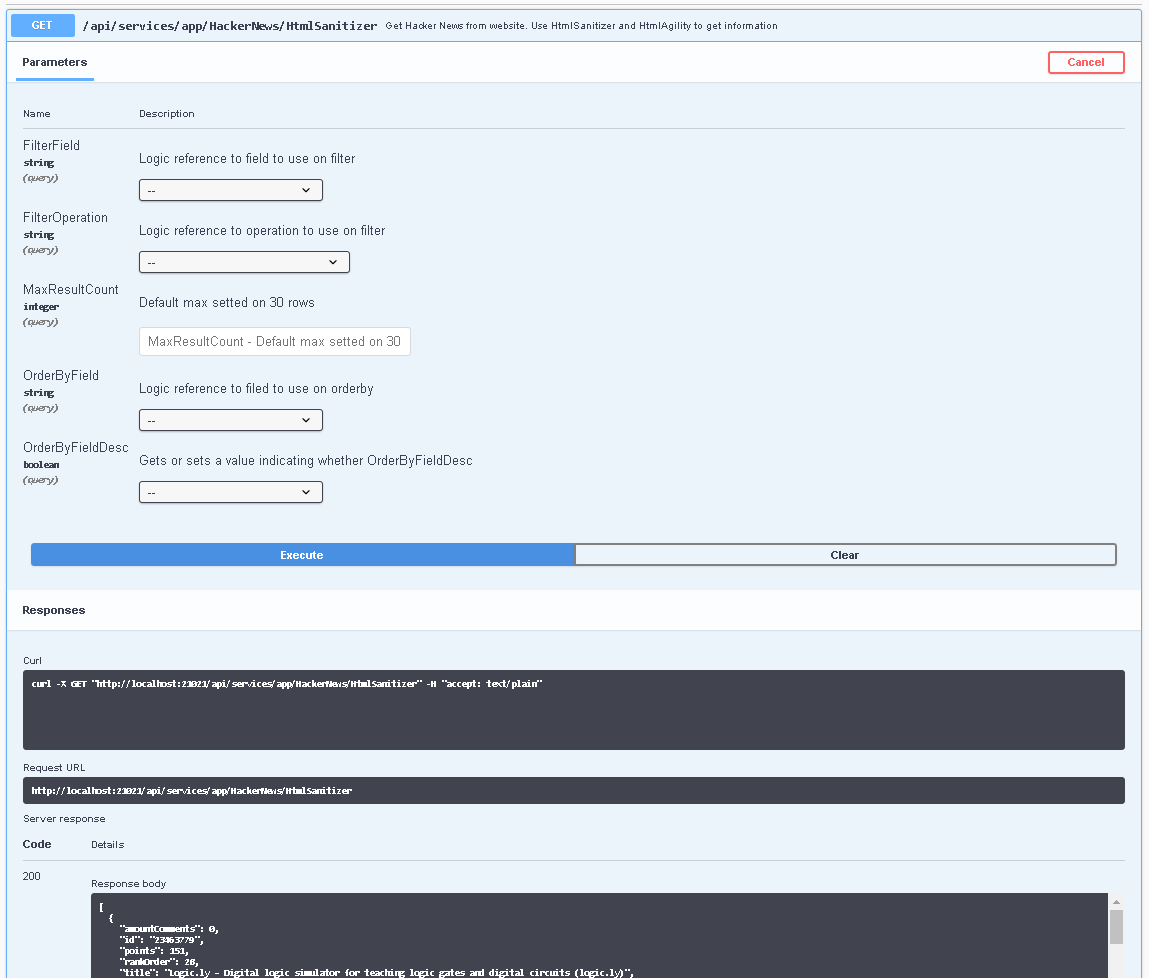 GET /api/services/app/HackerNews/HtmlSanitizer Get Hacker News from website. Use HtmlSanitizer and HtmlAgility to get information
Parameters Cancel
Name Description
FilterField
string
(query)
Logic reference to field to use on filter
--
FilterOperation
string
(query)
Logic reference to operation to use on filter
--
MaxResultCount
integer
(query)
Default max setted on 30 rows
MaxResultCount - Default max setted on 30
OrderByField
string
(query)
Logic reference to filed to use on orderby
--
OrderByFieldDesc
boolean
(query)
Gets or sets a value indicating whether OrderByFieldDesc
--
Execute Clear
Responses
Curl
curl -X GET "http://localhost:21021/api/services/app/HackerNews/HtmlSanitizer" -H "accept: text/plain"
Request URL
http://localhost:21021/api/services/app/HackerNews/HtmlSanitizer
Server response
Code Details
200
Response body
[
{
"amountComments": 0,
"id": "23463779",
"points": 151,
"rankOrder": 28,
"title": "Logic.ly - Digital logic simulator for teaching logic gates and digital circuits (logic.ly)",